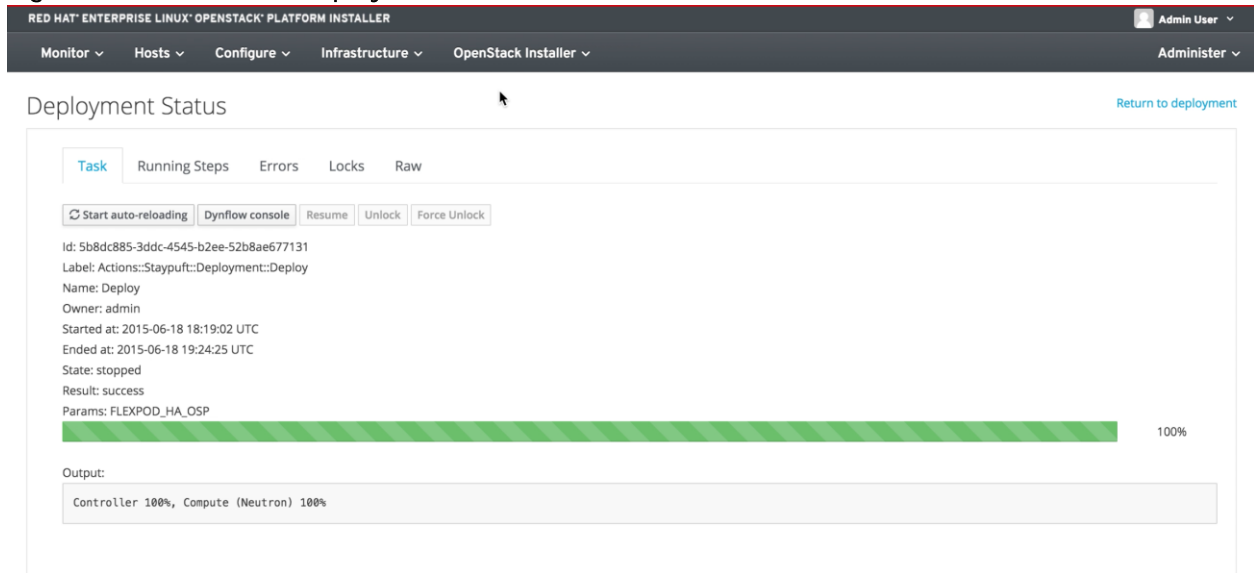 RED HAT® ENTERPRISE LINUX® OPENSTACK® PLATFORM INSTALLER
Admin User
Monitor
Hosts
Configure
Infrastructure
OpenStack Installer
Administer
Deployment Status
Return to deployment
Task
Running Steps
Errors
Locks
Raw
Start auto-reloading
Dynflow console
Resume
Unlock
Force Unlock
Id: 5b8dc885-3ddc-4545-b2ee-52b8ae677131
Label: Actions::Staypuft::Deployment::Deploy
Name: Deploy
Owner: admin
Started at: 2015-06-18 18:19:02 UTC
Ended at: 2015-06-18 19:24:25 UTC
State: stopped
Result: success
Params: FLEXPOD_HA_OSP
100%
Output:
Controller 100%, Compute (Neutron) 100%